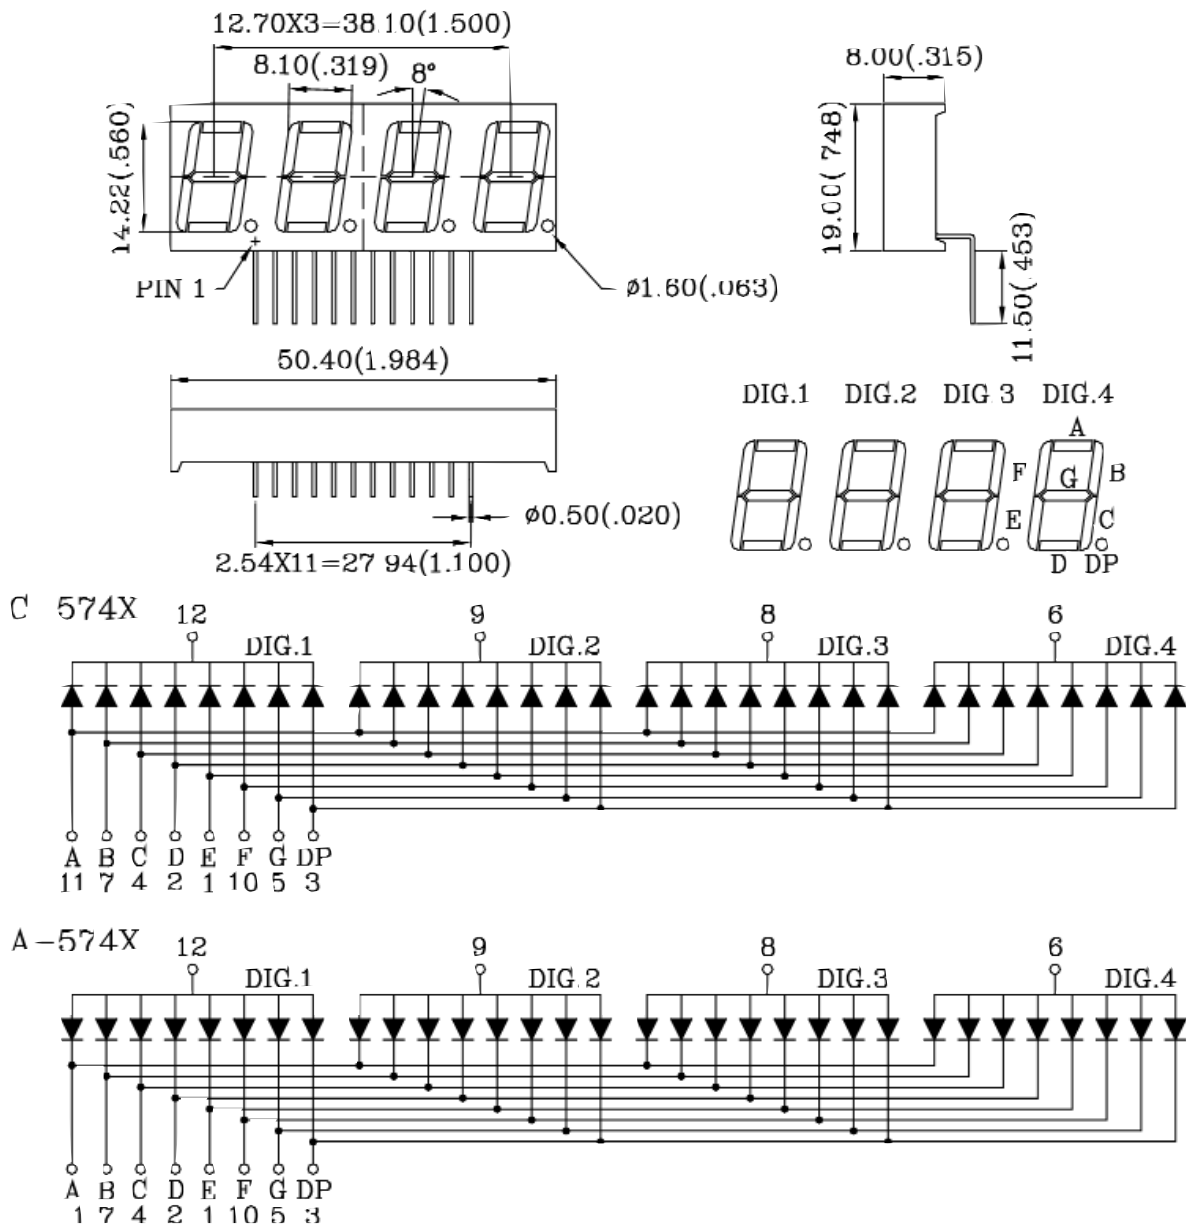 12.70X3=38.10(1.500)
8.10(.319)
8°
8.00(.315)
14.22(.560)
19.00( 748)
11.50( 453)
PIN 1
ø1.60(.063)
50.40(1.984)
ø0.50(.020)
2.54X11=27 94(1.100)
DIG.1 DIG.2 DIG 3 DIG.4
A
F G B
E C
D DP
C 574X
12 9 8 6
DIG.1 DIG.2 DIG.3 DIG.4
A B C D E F G DP
11 7 4 2 1 10 5 3
A-574X
12 9 8 6
DIG.1 DIG.2 DIG.3 DIG.4
A B C D E F G DP
1 7 4 2 1 10 5 3